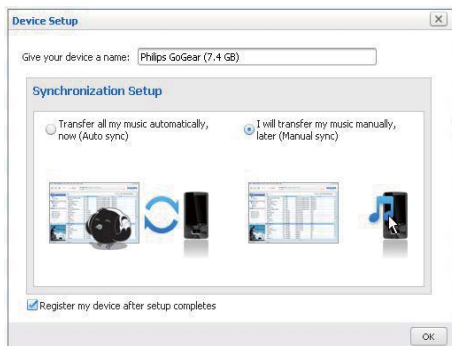 Device Setup
Give your device a name: Philips GoGear (7.4 GB)
Synchronization Setup
Transfer all my music automatically,
now (Auto sync)
I will transfer my music manually,
later (Manual sync)
Register my device after setup completes
OK